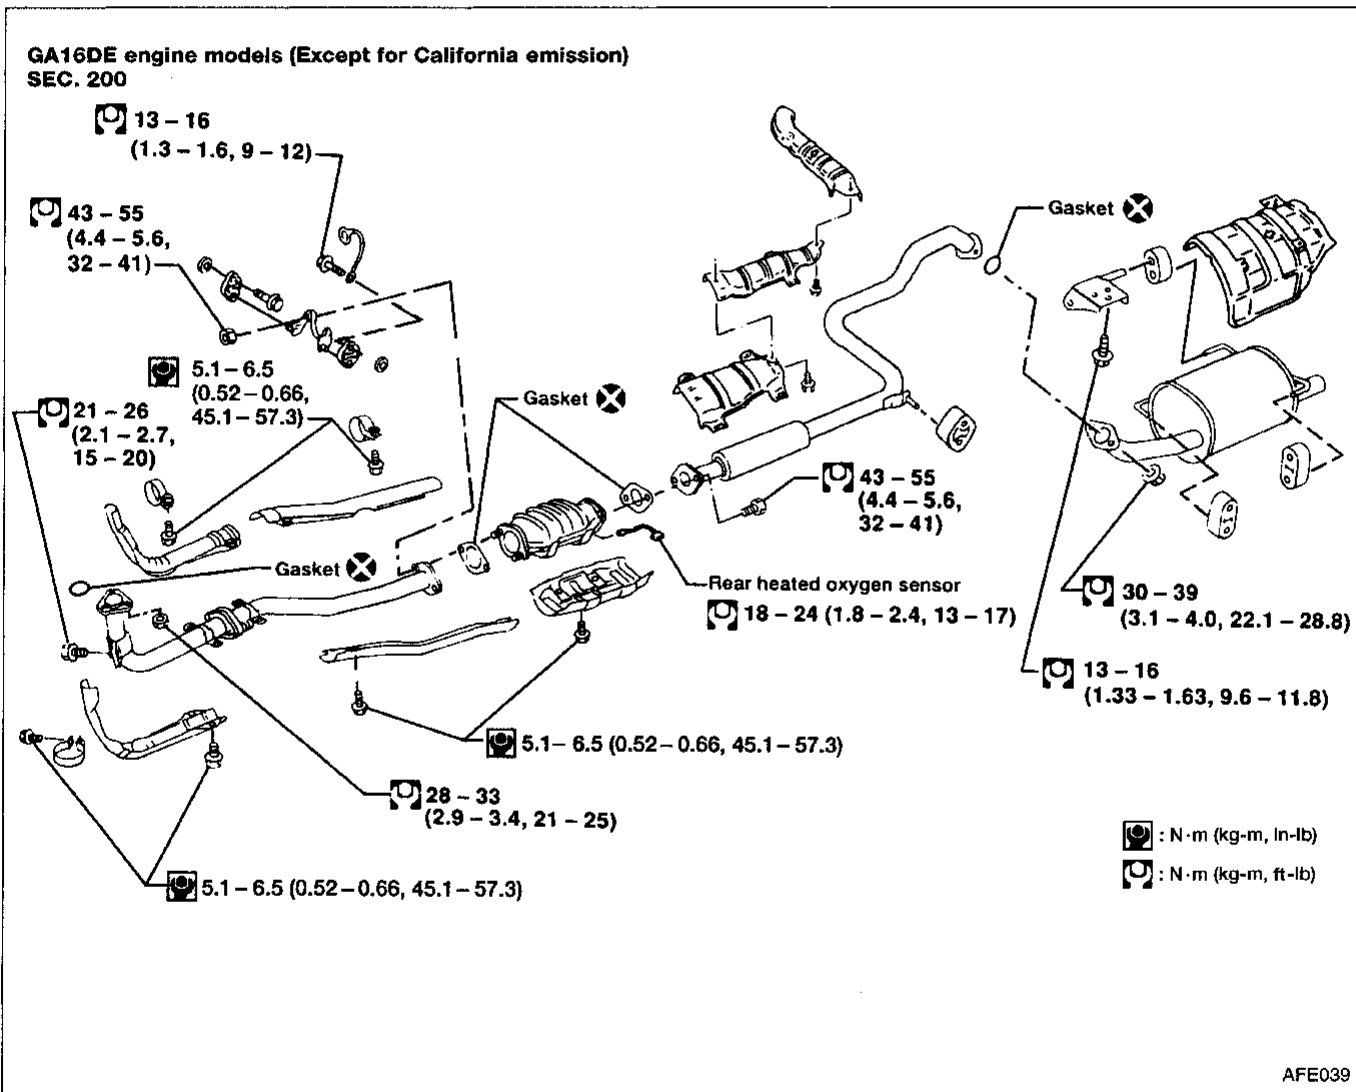 GA16DE engine models (Except for California emission)
SEC. 200
13 – 16
(1.3 – 1.6, 9 – 12)
43 – 55
(4.4 – 5.6,
32 – 41)
5.1 – 6.5
(0.52 – 0.66,
45.1 – 57.3)
21 – 26
(2.1 – 2.7,
15 – 20)
Gasket
Gasket
Gasket
43 – 55
(4.4 – 5.6,
32 – 41)
Rear heated oxygen sensor
18 – 24 (1.8 – 2.4, 13 – 17)
30 – 39
(3.1 – 4.0, 22.1 – 28.8)
13 – 16
(1.33 – 1.63, 9.6 – 11.8)
5.1 – 6.5 (0.52 – 0.66, 45.1 – 57.3)
28 – 33
(2.9 – 3.4, 21 – 25)
5.1 – 6.5 (0.52 – 0.66, 45.1 – 57.3)
: N·m (kg-m, in-lb)
: N·m (kg-m, ft-lb)
AFE039